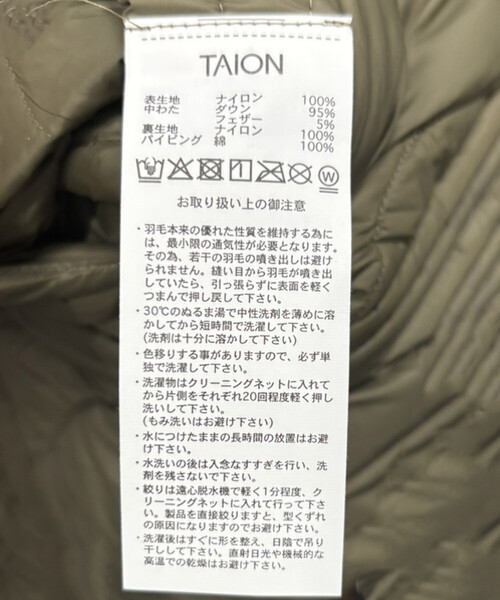 TAION
表生地 ナイロン 100%
中わた ダウン 95%
フェザー 5%
裏生地 ナイロン 100%
パイピング 綿 100%
お取り扱い上の御注意
・羽毛本来の優れた性質を維持する為に
は、最小限の通気性が必要となります。
その為、若干の羽毛の噴き出しは避け
られません。縫い目から羽毛が噴き出
していたら、引っ張らずに表面を軽く
つまんで押し戻して下さい。
・30℃のぬるま湯で中性洗剤を薄めに溶
かしてから短時間で洗濯して下さい。
(洗剤は十分に溶かして下さい)
・色移りする事がありますので、必ず単
独で洗濯して下さい。
・洗濯物はクリーニングネットに入れて
から片側をそれぞれ20回程度軽く押し
洗いして下さい。
(もみ洗いはお避け下さい)
・水につけたままの長時間の放置はお避
け下さい。
・水洗いの後は入念なすすぎを行い、洗
剤を残さないで下さい。
・絞りは遠心脱水機で軽く1分程度、ク
リーニングネットに入れて行って下さ
い。製品を直接絞りますと、型くずれ
の原因になりますのでお避け下さい。
・洗濯後はすぐに形を整え、日陰で吊り
干しして下さい。直射日光や機械的な
高温での乾燥はお避け下さい。